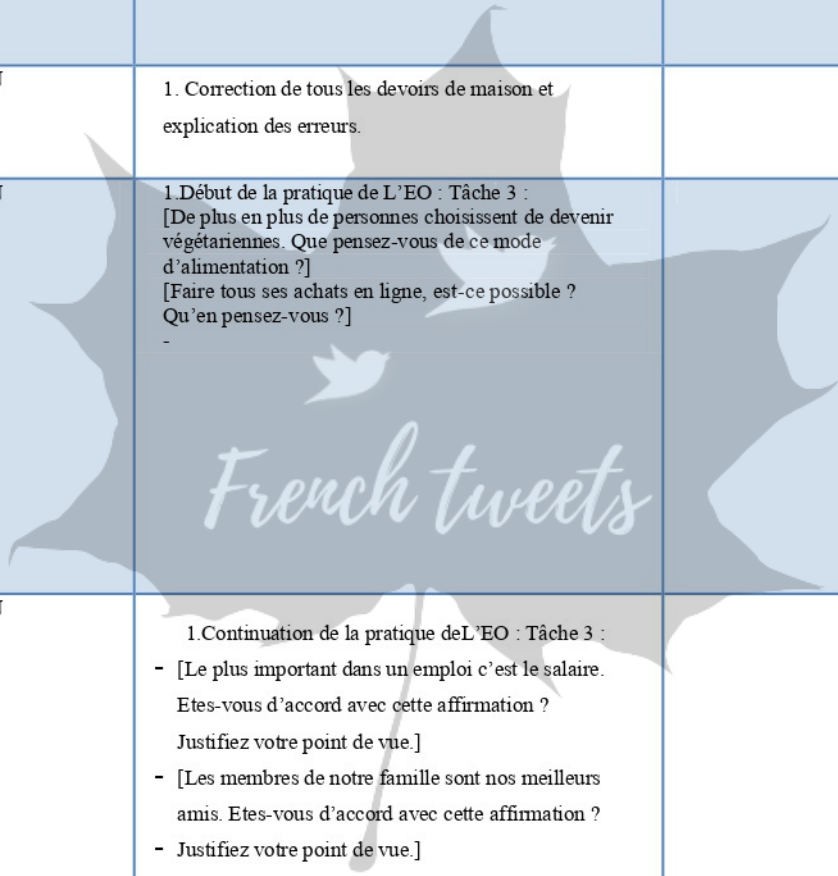 1. Correction de tous les devoirs de maison et
explication des erreurs.
1.Début de la pratique de L’EO : Tâche 3 :
[De plus en plus de personnes choisissent de devenir
végétariennes. Que pensez-vous de ce mode
d’alimentation ?]
[Faire tous ses achats en ligne, est-ce possible ?
Qu’en pensez-vous ?]
-
French tweets
1.Continuation de la pratique deL’EO : Tâche 3 :
- [Le plus important dans un emploi c’est le salaire.
Etes-vous d’accord avec cette affirmation ?
Justifiez votre point de vue.]
- [Les membres de notre famille sont nos meilleurs
amis. Etes-vous d’accord avec cette affirmation ?
- Justifiez votre point de vue.]